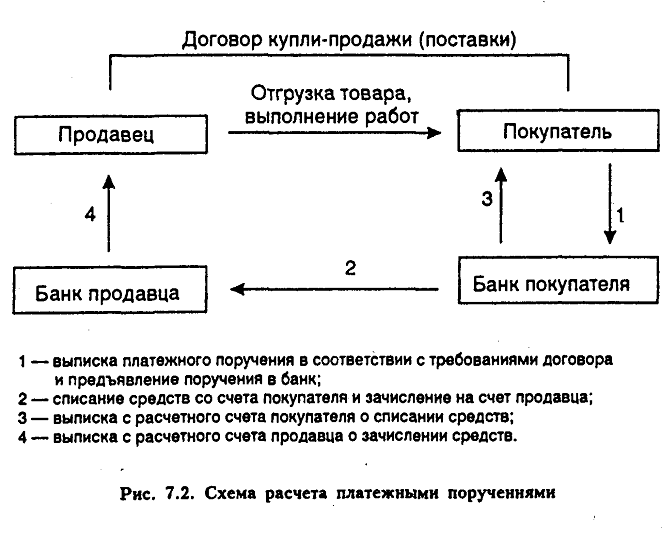 Договор купли-продажи (поставки)
Отгрузка товара,
выполнение работ
Продавец
Покупатель
4
3
1
2
Банк продавца
Банк покупателя
1 — выписка платежного поручения в соответствии с требованиями договора
и предъявление поручения в банк;
2 — списание средств со счета покупателя и зачисление на счет продавца;
3 — выписка с расчетного счета покупателя о списании средств;
4 — выписка с расчетного счета продавца о зачислении средств.
Рис. 7.2. Схема расчета платежными поручениями